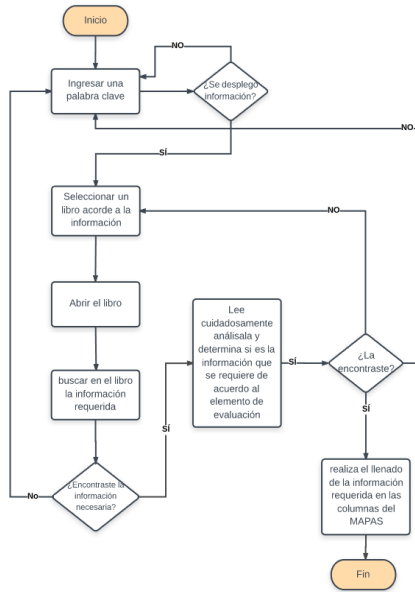 Inicio
NO
Ingresar una
palabra clave
¿Se desplegó
información?
NO
SÍ
Seleccionar un
libro acorde a la
información
NO
Abrir el libro
Lee
cuidadosamente
análisala y
determina si es la
información que
se requiere de
acuerdo al
elemento de
evaluación
SÍ
¿La
encontraste?
buscar en el libro
la información
requerida
SÍ
SÍ
¿Encontraste la
información
necesaria?
No
realiza el llenado
de la información
requerida en las
columnas del
MAPAS
Fin